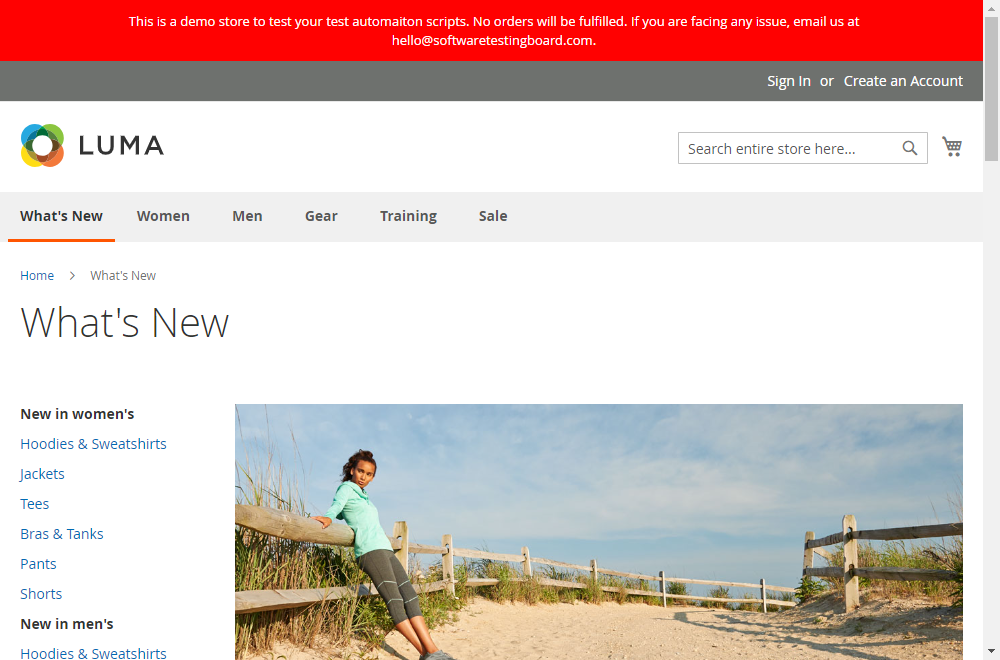 This is a demo store to test your test automaiton scripts. No orders will be fulfilled. If you are facing any issue, email us at
hello@softwaretestingboard.com.
Sign In or Create an Account
LUMA
Search entire store here...
What's New Women Men Gear Training Sale
Home > What's New
What's New
New in women's
Hoodies & Sweatshirts
Jackets
Tees
Bras & Tanks
Pants
Shorts
New in men's
Hoodies & Sweatshirts